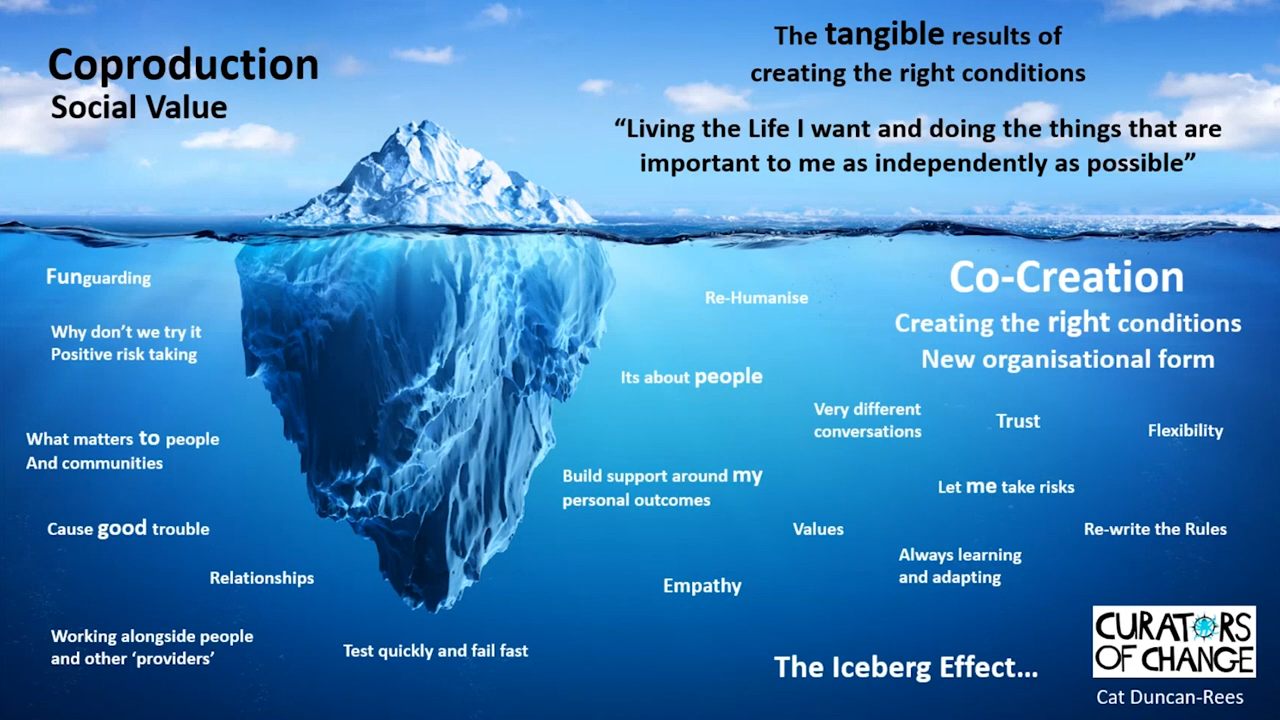 Coproduction
Social Value
The tangible results of
creating the right conditions
“Living the Life I want and doing the things that are
important to me as independently as possible”
Funguarding
Why don’t we try it
Positive risk taking
What matters to people
And communities
Cause good trouble
Relationships
Working alongside people
and other ‘providers’
Test quickly and fail fast
Re-Humanise
Its about people
Build support around my
personal outcomes
Empathy
Co-Creation
Creating the right conditions
New organisational form
Very different
conversations
Trust
Flexibility
Let me take risks
Values
Re-write the Rules
Always learning
and adapting
The Iceberg Effect...
CURATORS
OF CHANGE
Cat Duncan-Rees